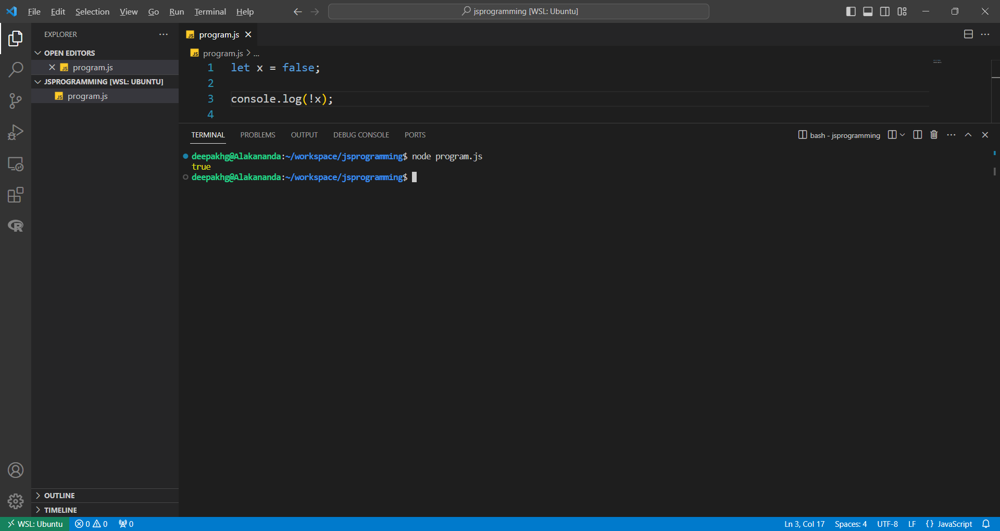 File Edit Selection View Go Run Terminal Help
jsprogramming [WSL: Ubuntu]
EXPLORER
OPEN EDITORS
program.js
JSPROGRAMMING [WSL: UBUNTU]
program.js
OUTLINE
TIMELINE
program.js
program.js > ...
1 let x = false;
2
3 console.log(!x);
4
TERMINAL PROBLEMS OUTPUT DEBUG CONSOLE PORTS
bash - jsprogramming
deepakhg@Alakananda:~/workspace/jsprogramming$ node program.js
true
deepakhg@Alakananda:~/workspace/jsprogramming$
WSL: Ubuntu 0 0 0 Ln 3, Col 17 Spaces: 4 UTF-8 LF {} JavaScript